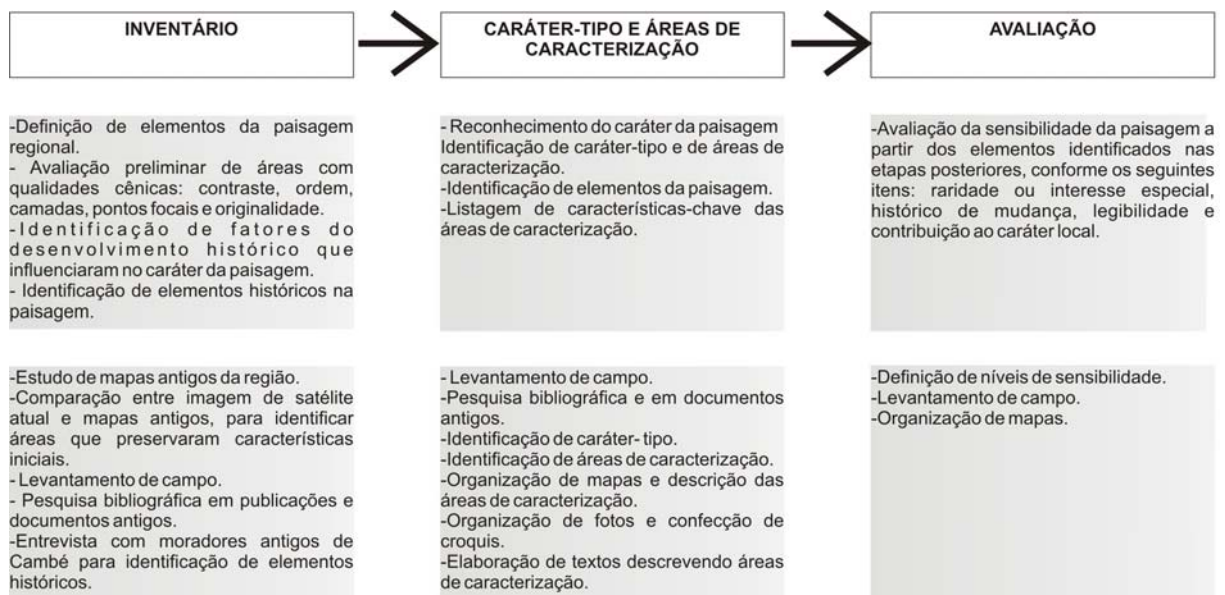 INVENTÁRIO
CARÁTER-TIPO E ÁREAS DE
CARACTERIZAÇÃO
AVALIAÇÃO
-Definição de elementos da paisagem
regional.
- Avaliação preliminar de áreas com
qualidades cênicas: contraste, ordem,
camadas, pontos focais e originalidade.
-Identificação de fatores do
desenvolvimento histórico que
influenciaram no caráter da paisagem.
- Identificação de elementos históricos na
paisagem.
- Reconhecimento do caráter da paisagem
Identificação de caráter-tipo e de áreas de
caracterização.
-Identificação de elementos da paisagem.
-Listagem de características-chave das
áreas de caracterização.
-Avaliação da sensibilidade da paisagem a
partir dos elementos identificados nas
etapas posteriores, conforme os seguintes
itens: raridade ou interesse especial,
histórico de mudança, legibilidade e
contribuição ao caráter local.
-Estudo de mapas antigos da região.
-Comparação entre imagem de satélite
atual e mapas antigos, para identificar
áreas que preservaram características
iniciais.
- Levantamento de campo.
- Pesquisa bibliográfica em publicações e
documentos antigos.
-Entrevista com moradores antigos de
Cambé para identificação de elementos
históricos.
- Levantamento de campo.
-Pesquisa bibliográfica e em documentos
antigos.
-Identificação de caráter- tipo.
-Identificação de áreas de caracterização.
-Organização de mapas e descrição das
áreas de caracterização.
-Organização de fotos e confecção de
croquis.
-Elaboração de textos descrevendo áreas
de caracterização.
-Definição de níveis de sensibilidade.
-Levantamento de campo.
-Organização de mapas.